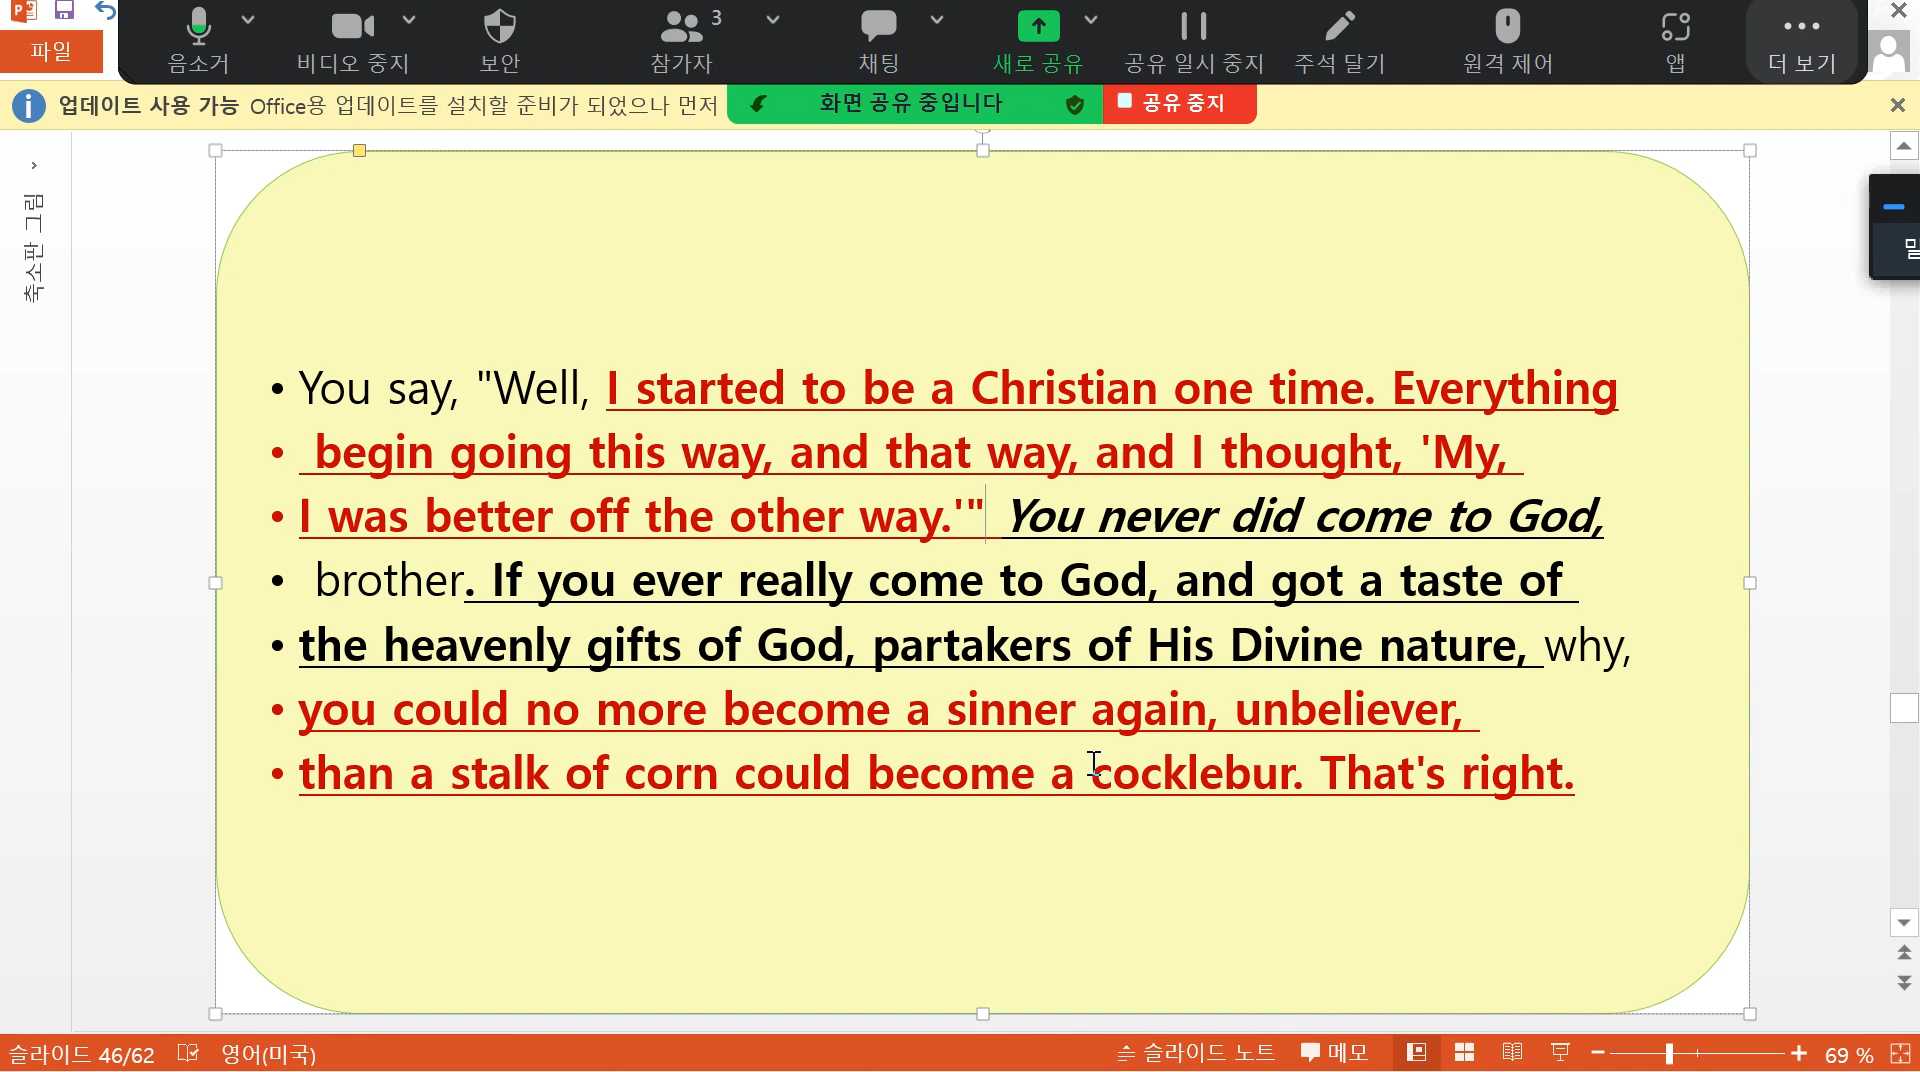 음소거
비디오 중지
보안
참가자
3
채팅
새로 공유
공유 일시 중지
주석 달기
원격 제어
앱
더 보기
파일
업데이트 사용 가능 Office용 업데이트를 설치할 준비가 되었으나 먼저
화면 공유 중입니다
공유 중지
축소판 그림
• You say, "Well, I started to be a Christian one time. Everything
• begin going this way, and that way, and I thought, 'My,
• I was better off the other way.'" You never did come to God,
• brother. If you ever really come to God, and got a taste of
• the heavenly gifts of God, partakers of His Divine nature, why,
• you could no more become a sinner again, unbeliever,
• than a stalk of corn could become a cocklebur. That's right.
슬라이드 46/62
영어(미국)
슬라이드 노트
메모
69 %